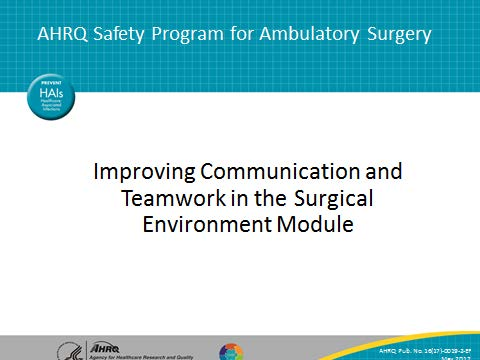 AHRQ Safety Program for Ambulatory Surgery
PREVENT
HAIs
Healthcare
Associated
Infections
Improving Communication and
Teamwork in the Surgical
Environment Module
AHRQ
Agency for Healthcare Research and Quality
AHRQ Pub. No. 16(17)-0019-2-EF
May 2017